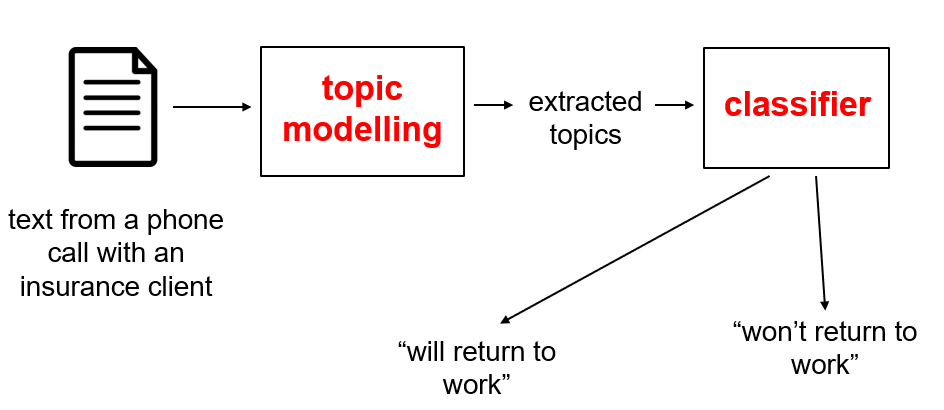 text from a phone
call with an
insurance client
topic
modelling
extracted
topics
classifier
“will return to
work”
“won’t return to
work”